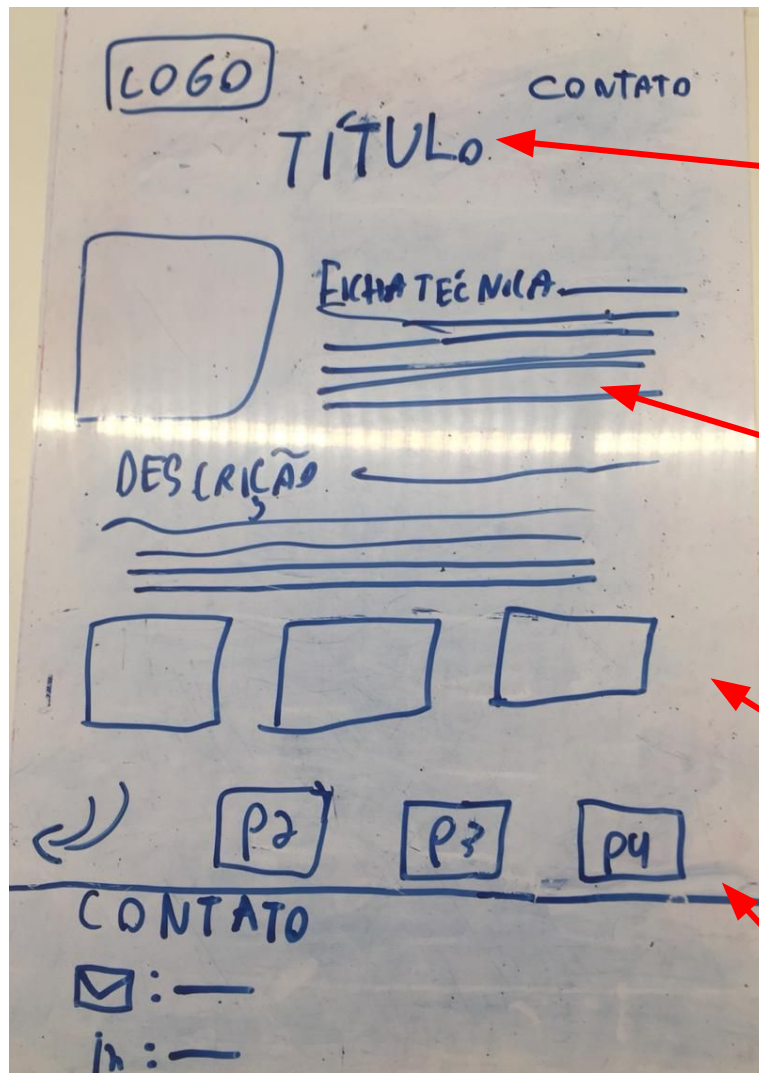 LOGO
CONTATO
TÍTULO
FICHA TÉCNICA
DESCRIÇÃO
P2 P3 P4
CONTATO
in: